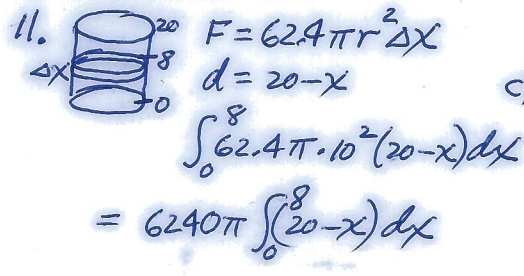 11.
20
8
Δx
0
F = 62.4πr²Δx
d = 20-x
c,
∫₀⁸ 62.4π·10²(20-x)dx
= 6240π ∫₀⁸ (20-x) dx